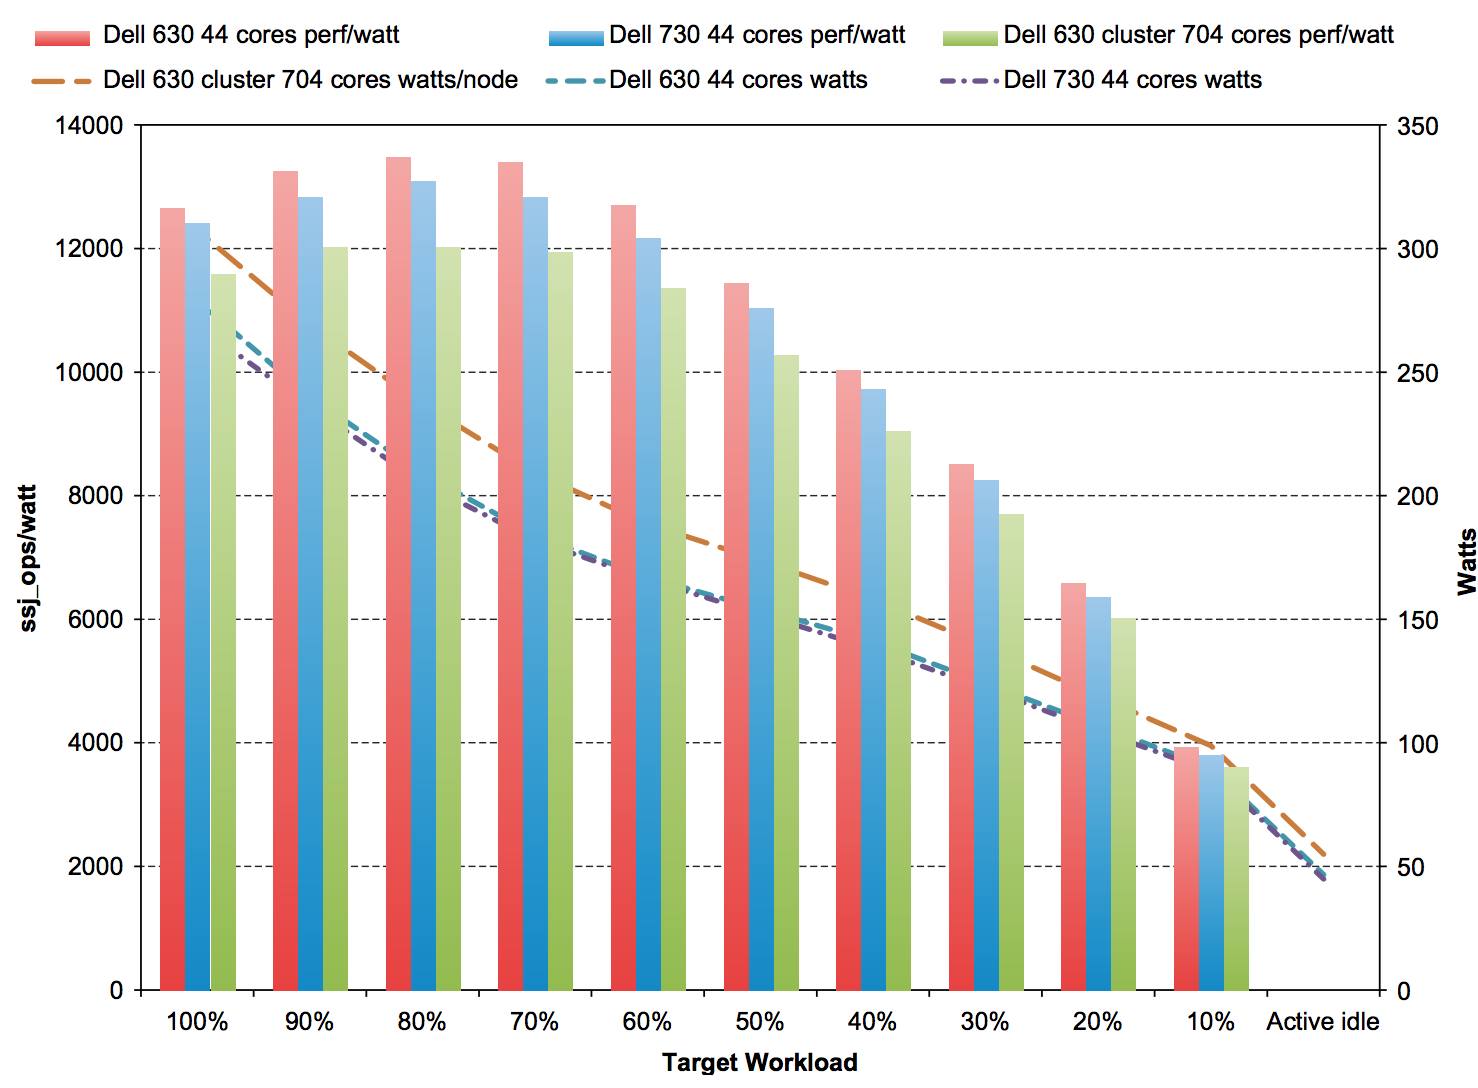 Dell 630 44 cores perf/watt Dell 730 44 cores perf/watt Dell 630 cluster 704 cores perf/watt
Dell 630 cluster 704 cores watts/node Dell 630 44 cores watts Dell 730 44 cores watts
14000 350
12000 300
10000 250
8000 200
6000 150
4000 100
2000 50
0 0
ssj_ops/watt
Watts
100% 90% 80% 70% 60% 50% 40% 30% 20% 10% Active idle
Target Workload